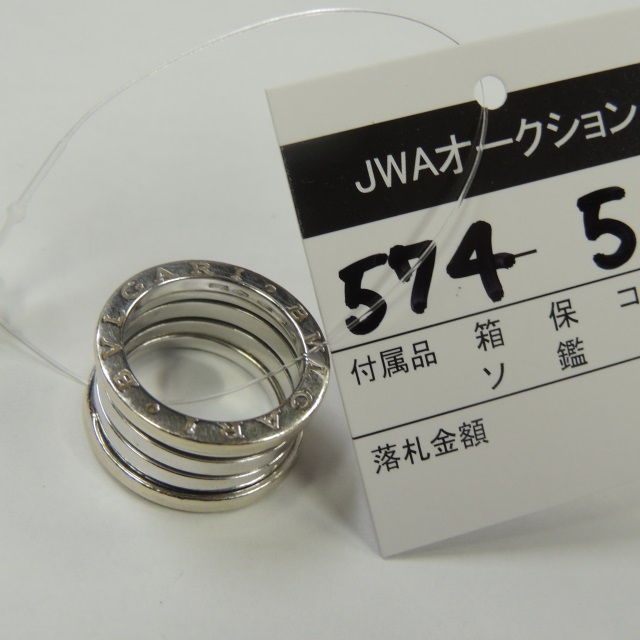 JWAオークション
574-5
付属品 箱 保 コ
ソ 鑑
落札金額
BVLGARI BVLGARI